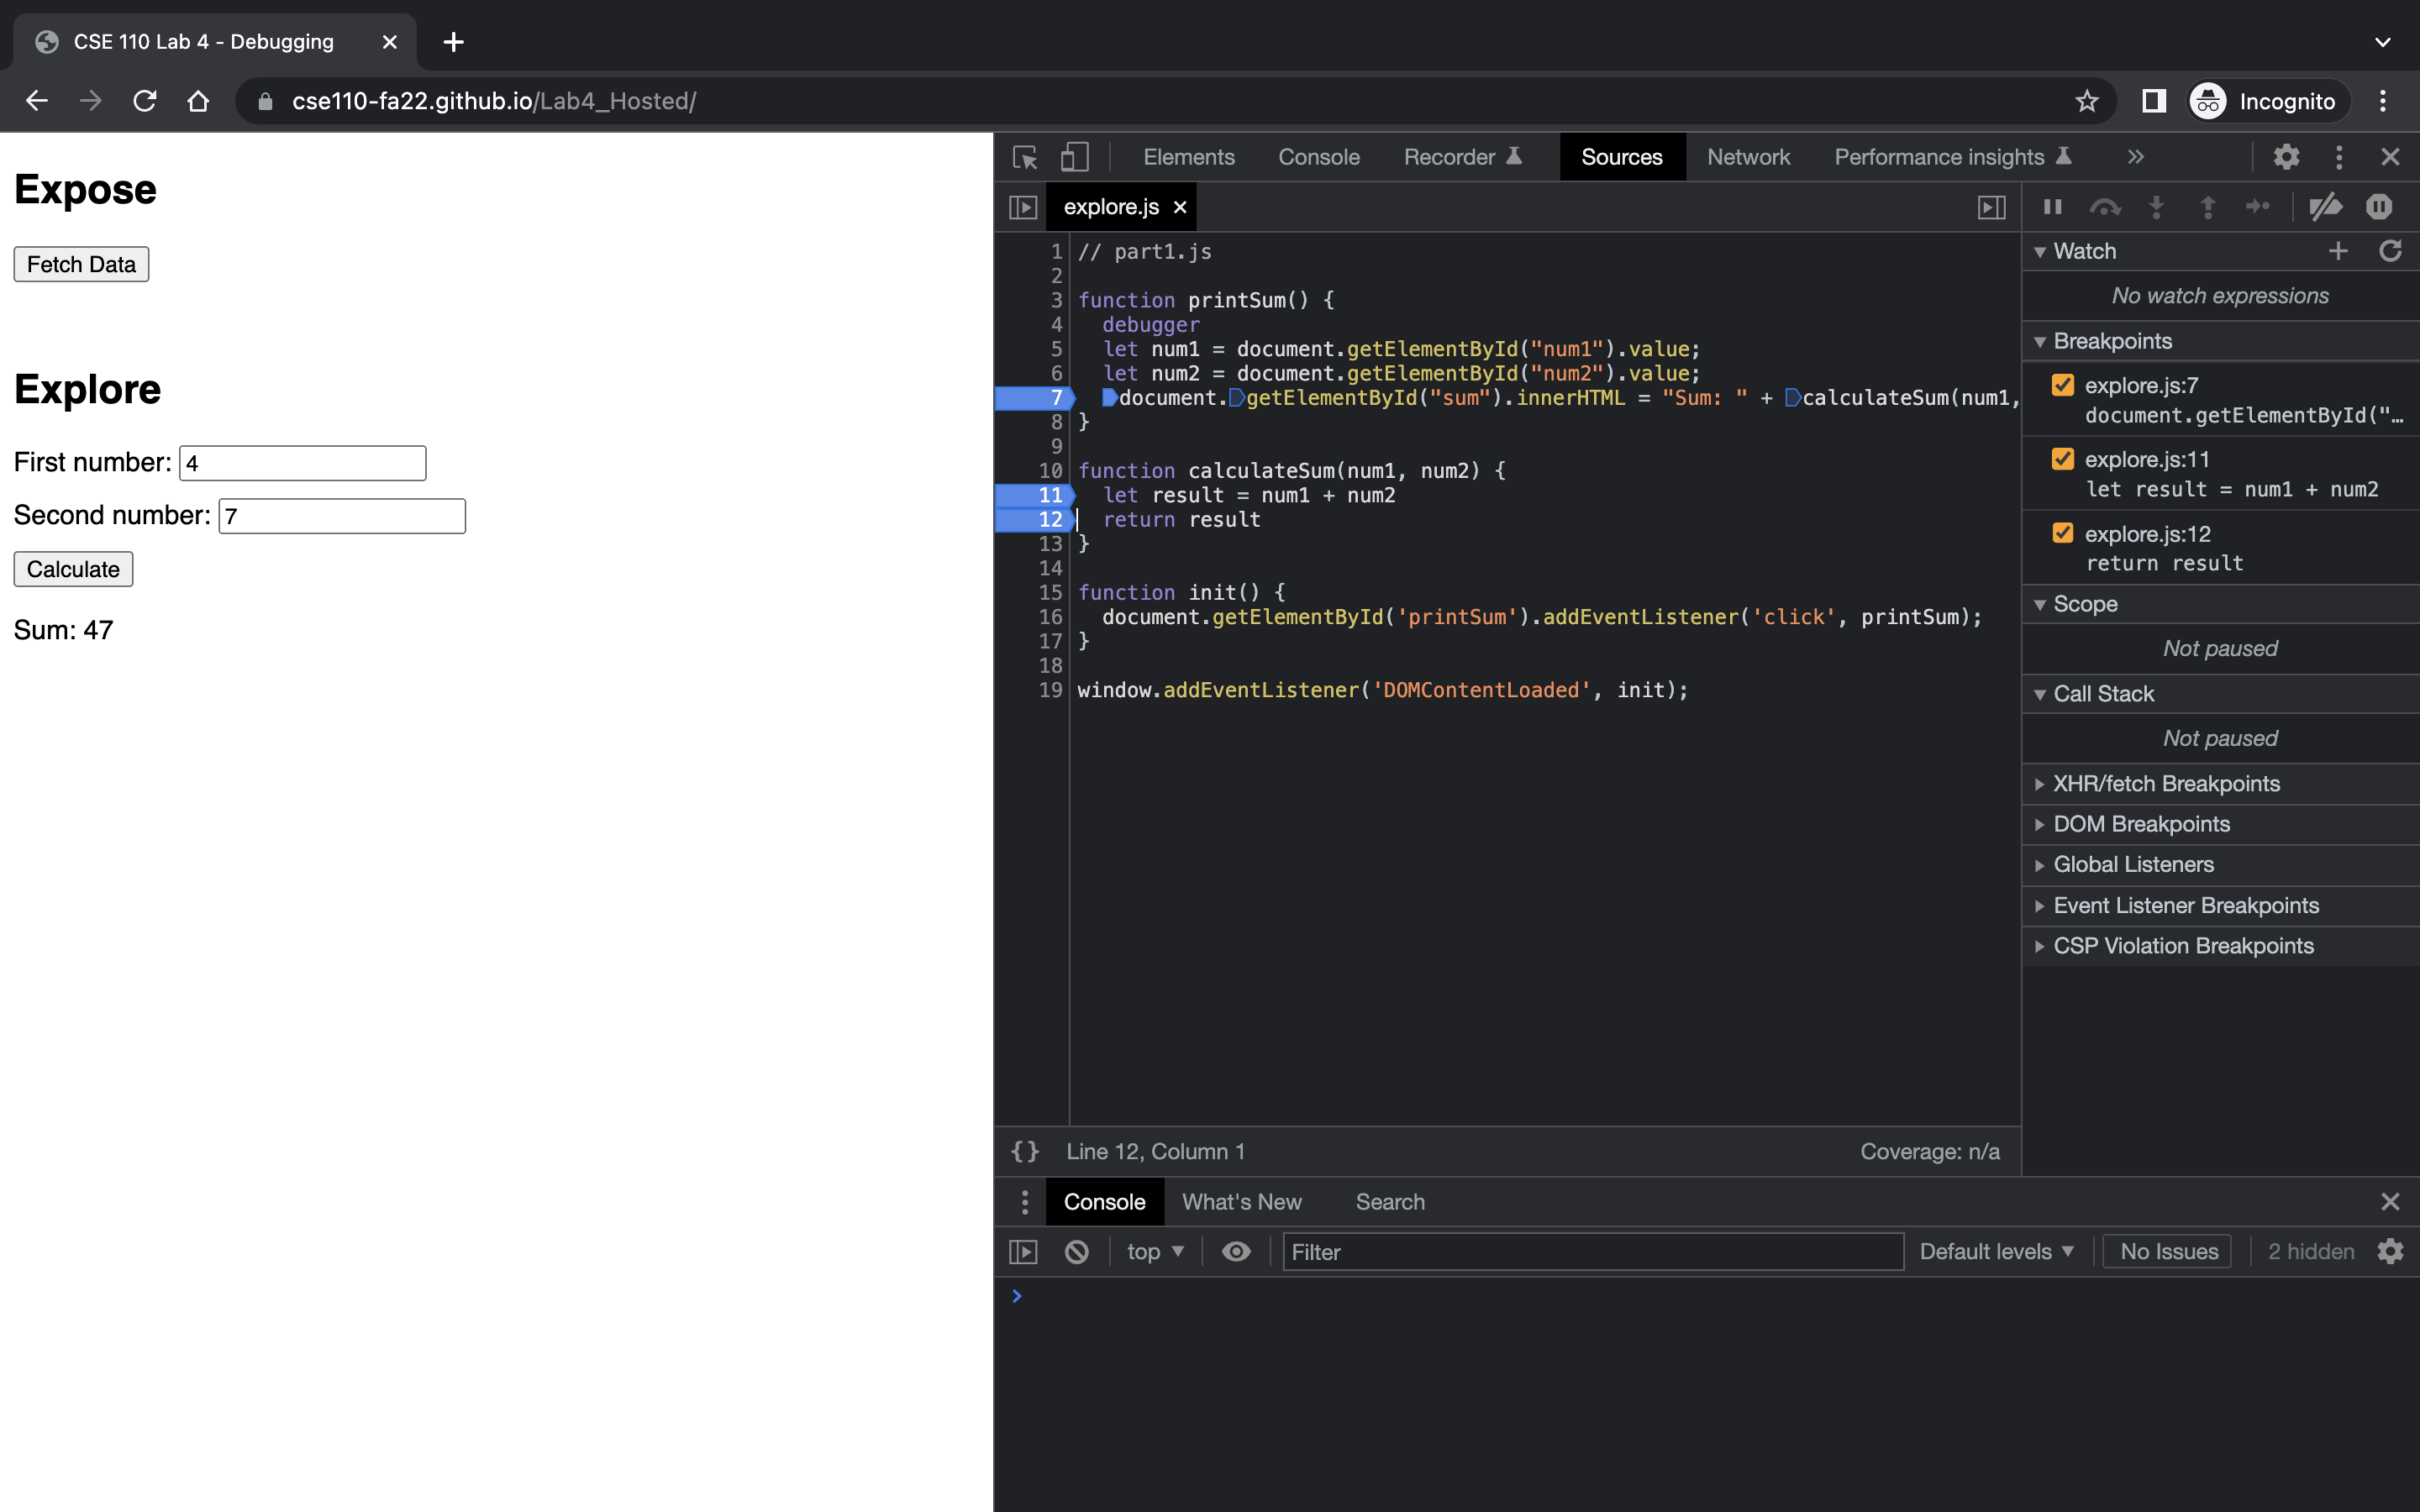 CSE 110 Lab 4 - Debugging
cse110-fa22.github.io/Lab4_Hosted/
Incognito
Expose
Fetch Data
Explore
First number: 4
Second number: 7
Calculate
Sum: 47
Elements Console Recorder Sources Network Performance insights
explore.js
1 // part1.js
2
3 function printSum() {
4 debugger
5 let num1 = document.getElementById("num1").value;
6 let num2 = document.getElementById("num2").value;
7 document.getElementById("sum").innerHTML = "Sum: " + calculateSum(num1,
8 }
9
10 function calculateSum(num1, num2) {
11 let result = num1 + num2
12 return result
13 }
14
15 function init() {
16 document.getElementById('printSum').addEventListener('click', printSum);
17 }
18
19 window.addEventListener('DOMContentLoaded', init);
{} Line 12, Column 1 Coverage: n/a
Watch
No watch expressions
Breakpoints
explore.js:7
document.getElementById("…
explore.js:11
let result = num1 + num2
explore.js:12
return result
Scope
Not paused
Call Stack
Not paused
XHR/fetch Breakpoints
DOM Breakpoints
Global Listeners
Event Listener Breakpoints
CSP Violation Breakpoints
Console What's New Search
top Filter Default levels No Issues 2 hidden